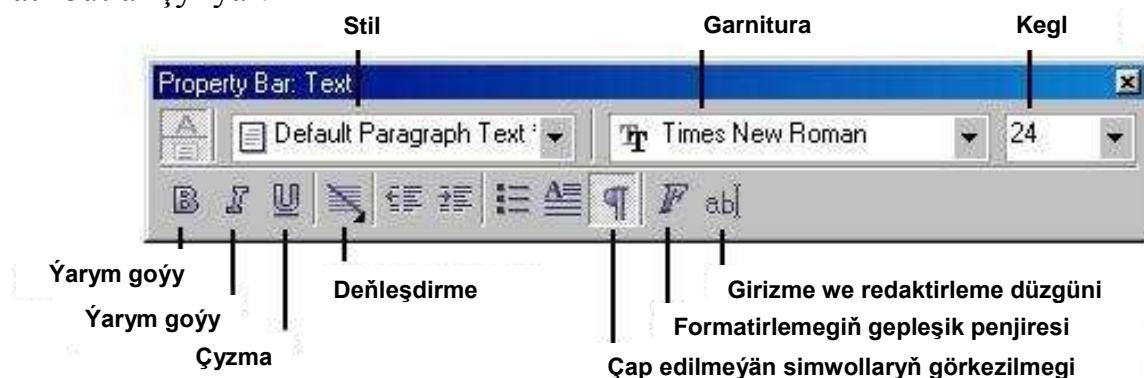 Stil Garnitura Kegl
Property Bar: Text
Default Paragraph Text Times New Roman 24
B I U F ab
Ýarym goýy Deňleşdirme Girizme we redaktirleme düzgüni
Ýarym goýy Formatirlemegiň gepleşik penjiresi
Çyzma Çap edilmeýän simwollaryň görkezilmegi